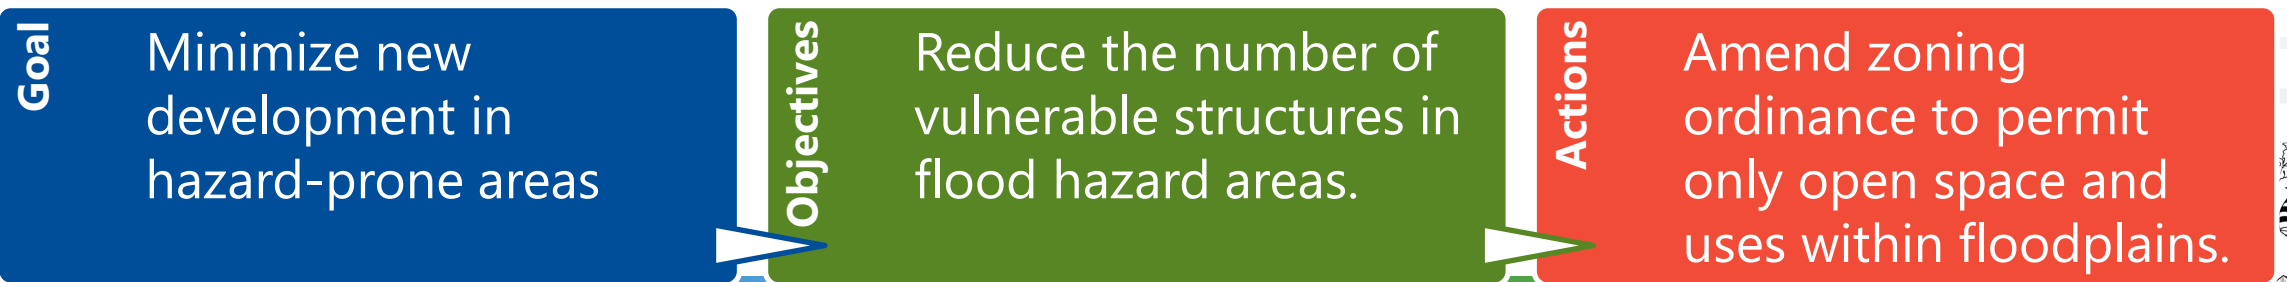 Goal
Minimize new
development in
hazard-prone areas
Objectives
Reduce the number of
vulnerable structures in
flood hazard areas.
Actions
Amend zoning
ordinance to permit
only open space and
uses within floodplains.